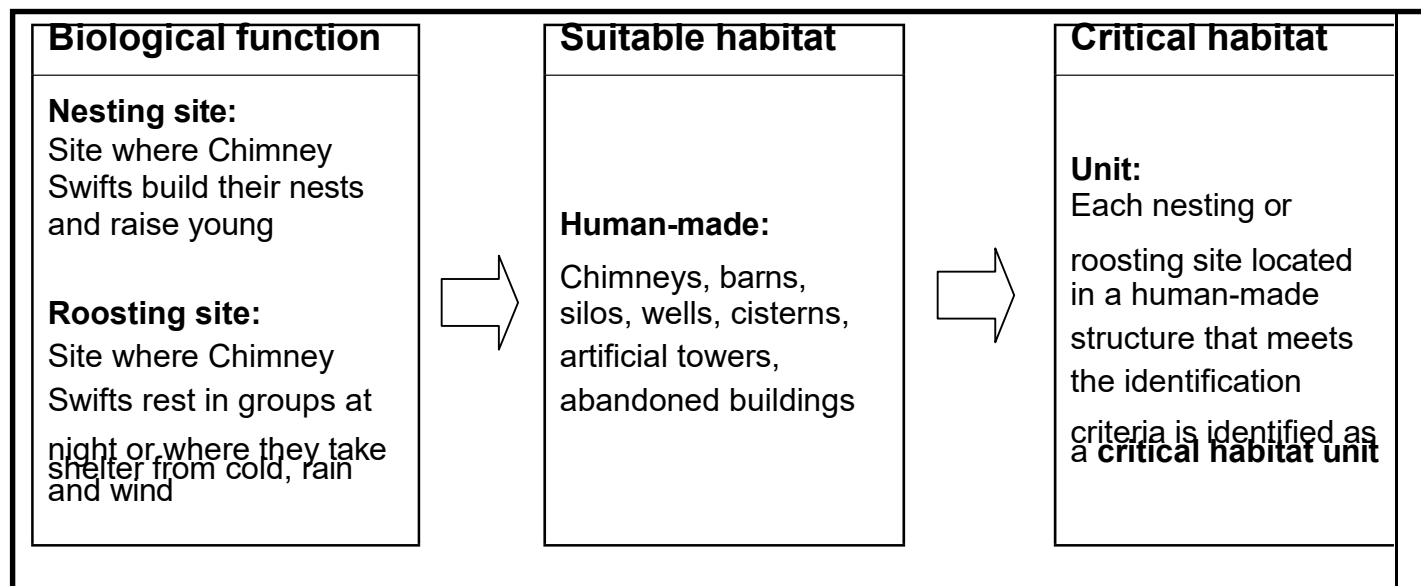 Biological function
Nesting site:
Site where Chimney
Swifts build their nests
and raise young
Roosting site:
Site where Chimney
Swifts rest in groups at
night or where they take
shelter from cold, rain
and wind
Suitable habitat
Human-made:
Chimneys, barns,
silos, wells, cisterns,
artificial towers,
abandoned buildings
Critical habitat
Unit:
Each nesting or
roosting site located
in a human-made
structure that meets
the identification
criteria is identified as
a critical habitat unit